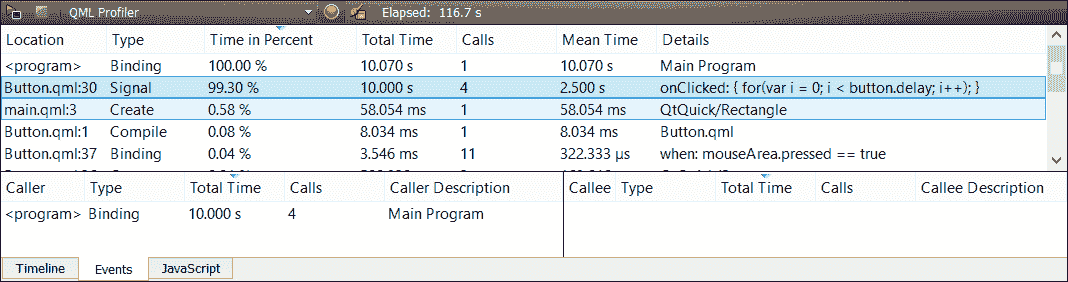 QML Profiler Elapsed: 116.7 s
Location Type Time in Percent Total Time Calls Mean Time Details
<program> Binding 100.00 % 10.070 s 1 10.070 s Main Program
Button.qml:30 Signal 99.30 % 10.000 s 4 2.500 s onClicked: { for(var i = 0; i < button.delay; i++); }
main.qml:3 Create 0.58 % 58.054 ms 1 58.054 ms QtQuick/Rectangle
Button.qml:1 Compile 0.08 % 8.034 ms 1 8.034 ms Button.qml
Button.qml:37 Binding 0.04 % 3.546 ms 11 322.333 µs when: mouseArea.pressed == true
Caller Type Total Time Calls Caller Description Callee Type Total Time Calls Callee Description
<program> Binding 10.000 s 4 Main Program
Timeline Events JavaScript